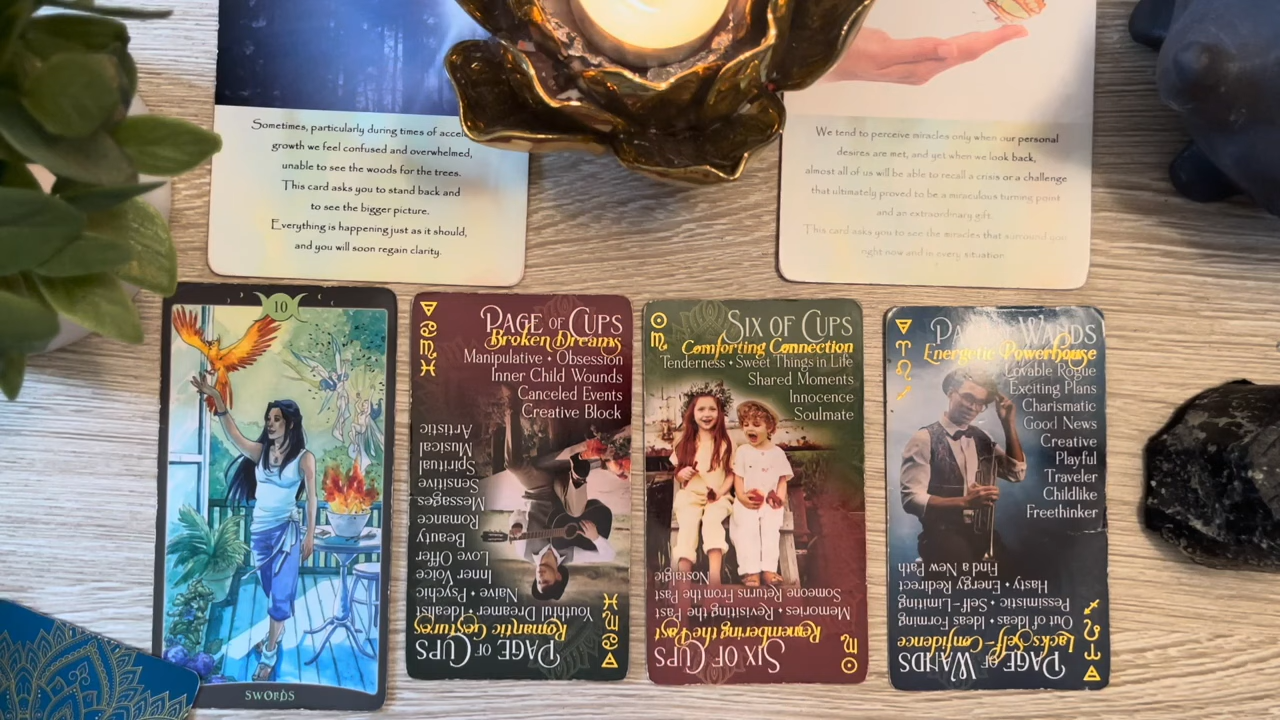 Sometimes, particularly during times of accel
growth we feel confused and overwhelmed,
unable to see the woods for the trees.
This card asks you to stand back and
to see the bigger picture.
Everything is happening just as it should,
and you will soon regain clarity.
We tend to perceive miracles only when our personal
desires are met, and yet when we look back,
almost all of us will be able to recall a crisis or a challenge
that ultimately proved to be a miraculous turning point
and an extraordinary gift.
This card asks you to see the miracles that surround you
right now and in every situation
10
SWORDS
PAGE OF CUPS
Broken Dreams
Manipulative • Obsession
Inner Child Wounds
Canceled Events
Creative Block
Artistic
Musical
Spiritual
Sensitive
Messages
Romance
Beauty
Love Offer
Inner Voice
Naive • Psychic
Youthful Dreamer • Idealist
Romantic Gestures
PAGE OF CUPS
SIX OF CUPS
Comforting Connection
Tenderness • Sweet Things in Life
Shared Moments
Innocence
Soulmate
Nostalgic
Someone Returns From the Past
Memories • Revisiting the Past
Remembering the Past
SIX OF CUPS
PAGE OF WANDS
Energetic Powerhouse
Lovable Rogue
Exciting Plans
Charismatic
Good News
Creative
Playful
Traveler
Childlike
Freethinker
Find a New Path
Hasty • Energy Redirect
Pessimistic • Self-Limiting
Out of Ideas • Ideas Forming
Lacks Self-Confidence
PAGE OF WANDS